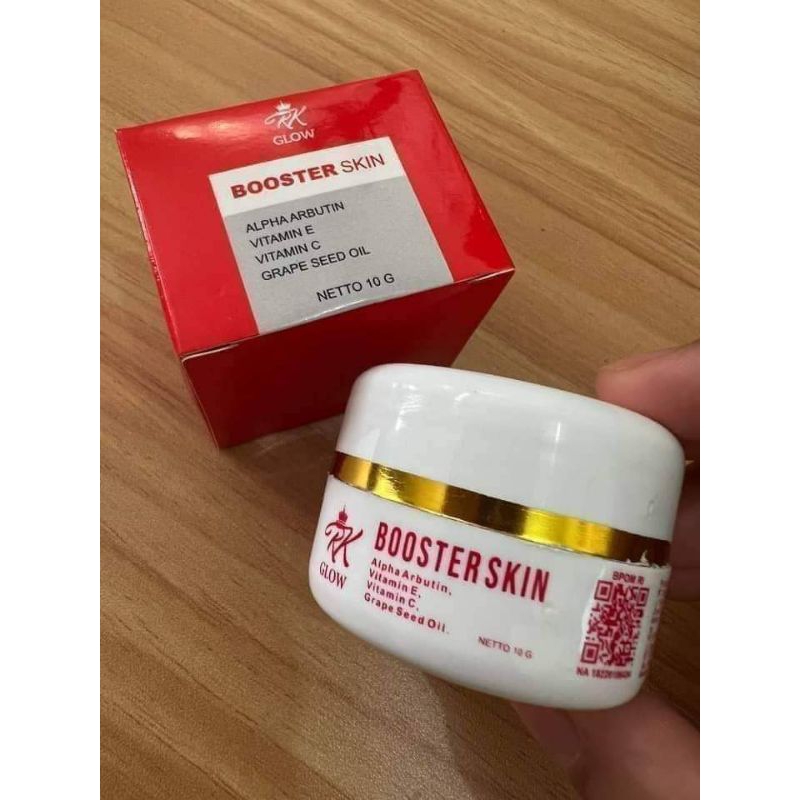 RK
GLOW
BOOSTER SKIN
ALPHA ARBUTIN
VITAMIN E
VITAMIN C
GRAPE SEED OIL
NETTO 10 G
RK
GLOW
BOOSTER SKIN
Alpha Arbutin,
Vitamin E,
Vitamin C,
Grape Seed Oil.
NETTO 10 G
BPOM RI
NA